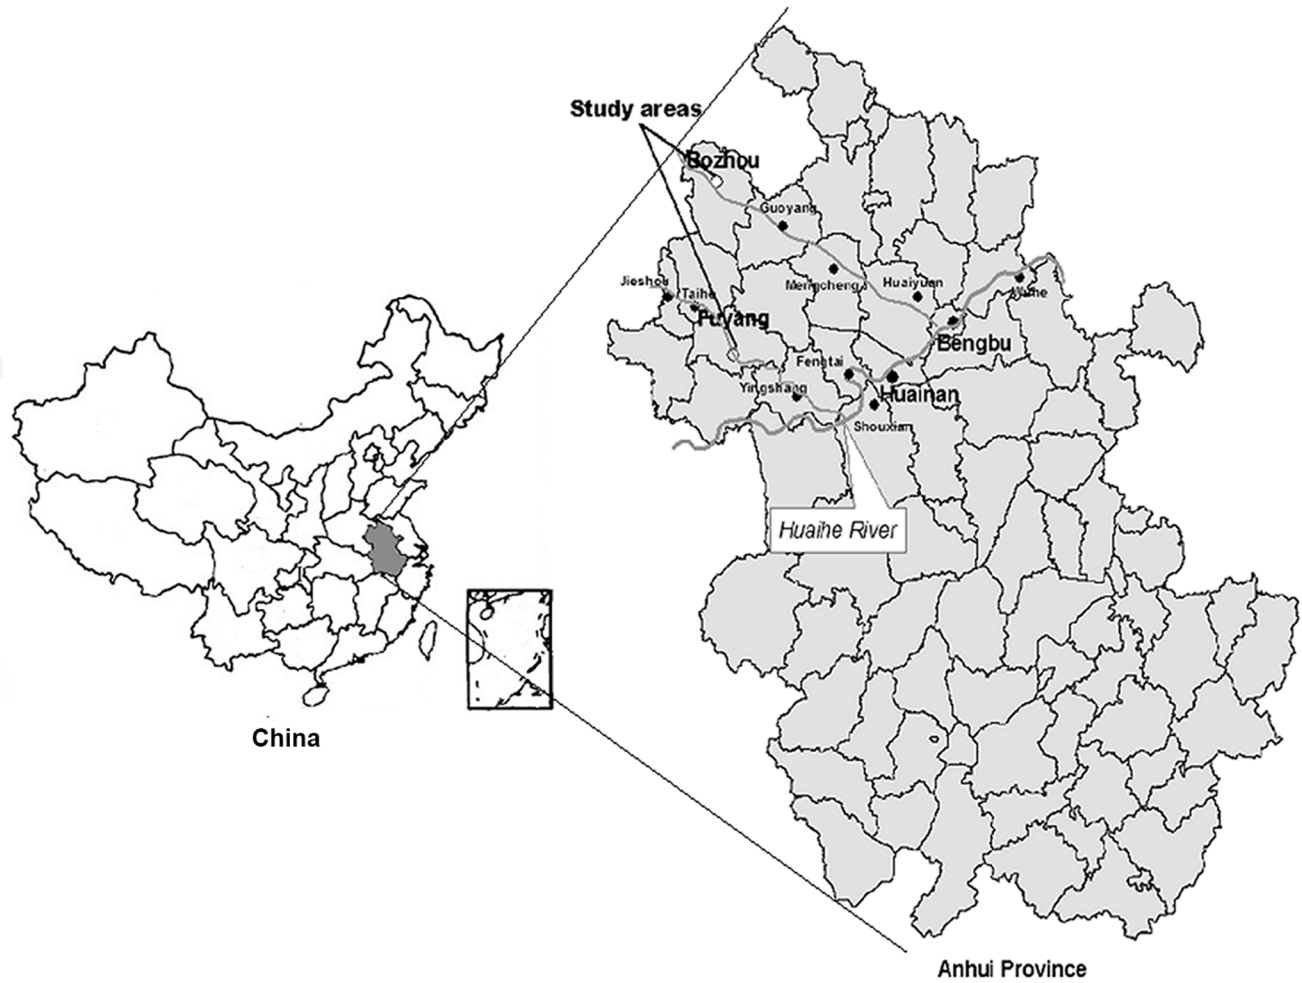 Study areas
Bozhou
Guoyang
Jieshou
Taihe
Mengcheng
Huaiyuan
Wuhe
Fuyang
Bengbu
Fengtai
Yingshang
Huainan
Shouxian
Huaihe River
China
Anhui Province